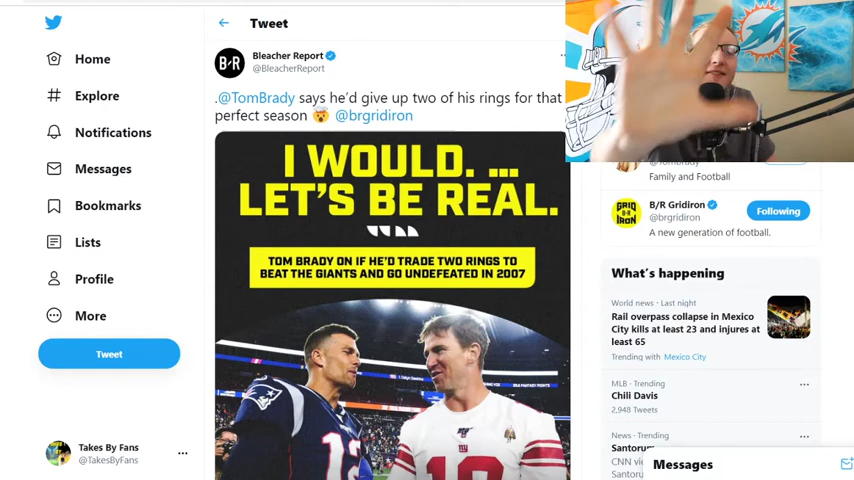 Tweet
Home
Explore
Notifications
Messages
Bookmarks
Lists
Profile
More
Tweet
Takes By Fans
@TakesByFans
B/R
Bleacher Report
@BleacherReport
.@TomBrady says he'd give up two of his rings for that
perfect season 🤯 @brgridiron
I WOULD. ...
LET'S BE REAL.
TOM BRADY ON IF HE'D TRADE TWO RINGS TO
BEAT THE GIANTS AND GO UNDEFEATED IN 2007
@TomBrady
Family and Football
GRID
B/R
IRON
B/R Gridiron
@brgridiron
Following
A new generation of football.
What's happening
World news · Last night
Rail overpass collapse in Mexico
City kills at least 23 and injures at
least 65
Trending with Mexico City
MLB · Trending
Chili Davis
2,948 Tweets
News · Trending
Santorum
CNN
Santoru
Messages